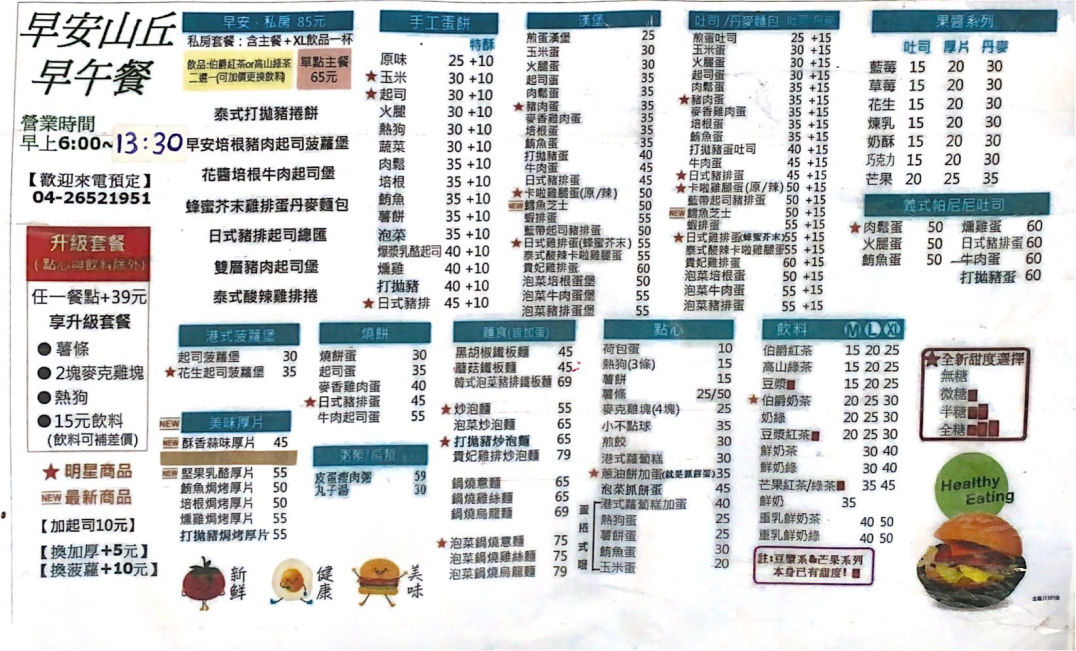 早安山丘
早午餐
營業時間
早上6:00~13:30
【歡迎來電預定】
04-26521951
升級套餐
(點心與飲料除外)
任一餐點+39元
享升級套餐
●薯條
●2塊麥克雞塊
●熱狗
●15元飲料
(飲料可補差價)
★明星商品
NEW 最新商品
【加起司10元】
【換加厚+5元】
【換菠蘿+10元】
早安．私房 85元
私房套餐：含主餐+XL飲品一杯
飲品:伯爵紅茶or高山綠茶
二選一(可加價更換飲料)
單點主餐
65元
泰式打拋豬捲餅
早安培根豬肉起司菠蘿堡
花醬培根牛肉起司堡
蜂蜜芥末雞排蛋丹麥麵包
日式豬排起司總匯
雙層豬肉起司堡
泰式酸辣雞排捲
手工蛋餅
特酥
原味 25 +10
★玉米 30 +10
★起司 30 +10
火腿 30 +10
熱狗 30 +10
蔬菜 30 +10
肉鬆 35 +10
培根 35 +10
鮪魚 35 +10
薯餅 35 +10
泡菜 35 +10
爆漿乳酪起司 40 +10
燻雞 40 +10
打拋豬 40 +10
★日式豬排 45 +10
漢堡
煎蛋漢堡 25
玉米蛋 30
火腿蛋 30
起司蛋 30
肉鬆蛋 35
★豬肉蛋 35
麥香雞肉蛋 35
培根蛋 35
鮪魚蛋 35
打拋豬蛋 40
牛肉蛋 45
日式豬排蛋 45
★卡啦雞腿蛋(原/辣) 50
NEW 鱈魚芝士 50
蝦排蛋 50
藍帶起司豬排蛋 50
★日式雞排蛋(蜂蜜芥末) 55
泰式酸辣卡啦雞腿蛋 55
貴妃雞排蛋 60
泡菜培根蛋堡 50
泡菜牛肉蛋堡 55
泡菜豬排蛋堡 55
吐司/丹麥麵包 吐司 丹麥
煎蛋吐司 25 +15
玉米蛋 30 +15
火腿蛋 30 +15
起司蛋 30 +15
肉鬆蛋 35 +15
★豬肉蛋 35 +15
麥香雞肉蛋 35 +15
培根蛋 35 +15
鮪魚蛋 35 +15
打拋豬蛋吐司 40 +15
牛肉蛋 45 +15
★日式豬排蛋 45 +15
★卡啦雞腿蛋(原/辣) 50 +15
藍帶起司豬排蛋 50 +15
NEW 鱈魚芝士 50 +15
蝦排蛋 50 +15
★日式雞排蛋(蜂蜜芥末) 55 +15
泰式酸辣卡啦雞腿蛋 55 +15
貴妃雞排蛋 60 +15
泡菜培根蛋 50 +15
泡菜牛肉蛋 55 +15
泡菜豬排蛋 55 +15
果醬系列
吐司 厚片 丹麥
藍莓 15 20 30
草莓 15 20 30
花生 15 20 30
煉乳 15 20 30
奶酥 15 20 30
巧克力 15 20 30
芒果 20 25 35
義式帕尼尼吐司
★肉鬆蛋 50 燻雞蛋 60
火腿蛋 50 日式豬排蛋 60
鮪魚蛋 50 牛肉蛋 60
打拋豬蛋 60
港式菠蘿堡
起司菠蘿堡 30
★花生起司菠蘿堡 35
NEW 美味厚片
NEW 酥香蒜味厚片 45
NEW 堅果乳酪厚片 55
鮪魚焗烤厚片 50
培根焗烤厚片 50
燻雞焗烤厚片 55
打拋豬焗烤厚片 55
燒餅
燒餅蛋 30
起司蛋 35
麥香雞肉蛋 40
★日式豬排蛋 45
牛肉起司蛋 55
粥類/湯類
皮蛋瘦肉粥 59
丸子湯 30
麵食(皆加蛋)
黑胡椒鐵板麵 45
蘑菇鐵板麵 45
韓式泡菜豬排鐵板麵 69
★炒泡麵 55
泡菜炒泡麵 65
★打拋豬炒泡麵 65
貴妃雞排炒泡麵 79
鍋燒意麵 65
鍋燒雞絲麵 65
鍋燒烏龍麵 69
★泡菜鍋燒意麵 75
泡菜鍋燒雞絲麵 75
泡菜鍋燒烏龍麵 79
點心
荷包蛋 10
熱狗(3條) 15
薯餅 15
薯條 25/50
麥克雞塊(4塊) 25
小不點球 35
煎餃 30
港式蘿蔔糕 30
★蔥油餅加蛋(就是抓餅蛋) 35
泡菜抓餅蛋 45
港式蘿蔔糕加蛋 40
熱狗蛋 25
薯餅蛋 25
鮪魚蛋 30
玉米蛋 20
飲料 M L XL
伯爵紅茶 15 20 25
高山綠茶 15 20 25
豆漿 15 20 25
★伯爵奶茶 20 25 30
奶綠 20 25 30
豆漿紅茶 20 25 30
鮮奶茶 30 40
鮮奶綠 30 40
芒果紅茶/綠茶 35 45
鮮奶 35
重乳鮮奶茶 40 50
重乳鮮奶綠 40 50
註:豆漿系&芒果系列
本身已有甜度!
★全新甜度選擇
無糖
微糖
半糖
全糖
Healthy
Eating
新鮮
健康
美味